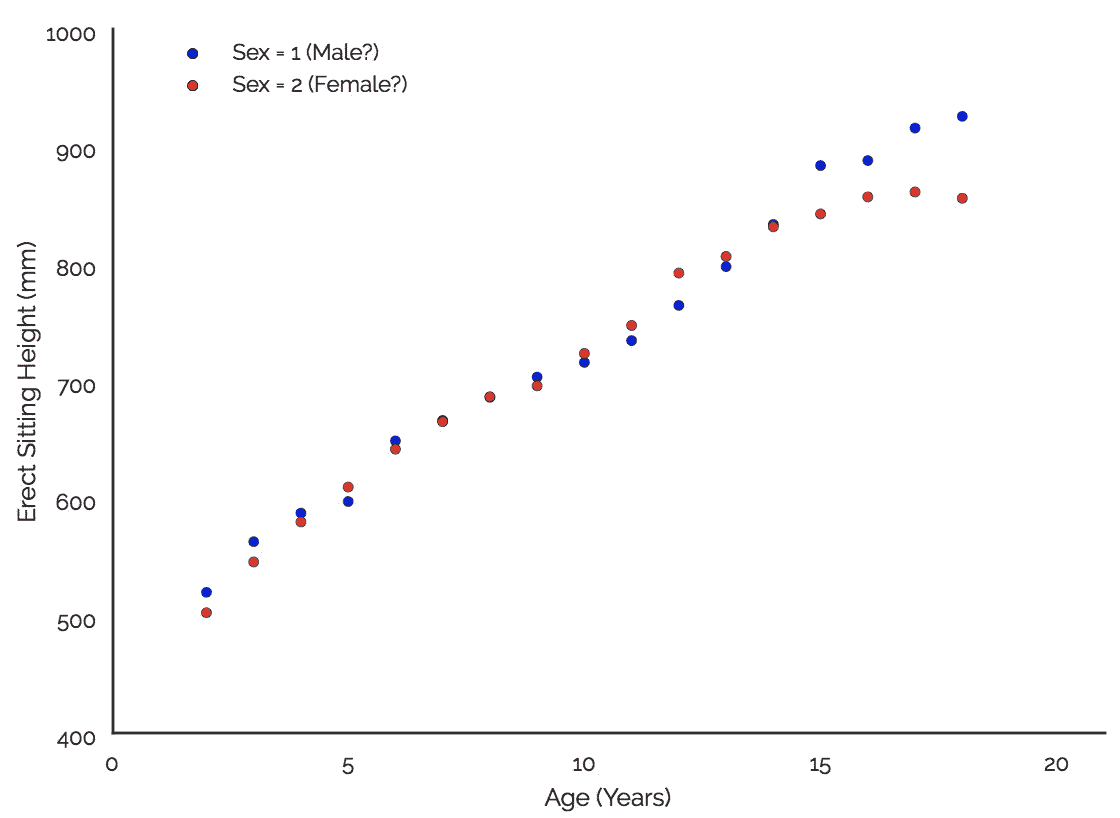 1000
Sex = 1 (Male?)
Sex = 2 (Female?)
900
800
700
600
500
400
Erect Sitting Height (mm)
0 5 10 15 20
Age (Years)